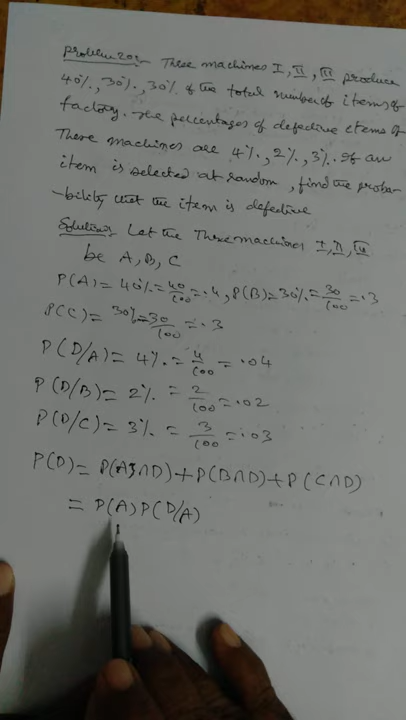 Problem 20:- Three machines I, II, III produce
40%., 30%., 30%. of the total number of items of
factory. The percentages of defective items of
These machines are 4%., 2%., 3%. If an
item is selected at random, find the proba-
-bility that the item is defective
Solution:- Let the Three machines I, II, III
be A, B, C
P(A) = 40%. = 40/100 = .4, P(B) = 30%. = 30/100 = .3
P(C) = 30%. = 30/100 = .3
P(D/A) = 4%. = 4/100 = .04
P(D/B) = 2%. = 2/100 = .02
P(D/C) = 3%. = 3/100 = .03
P(D) = P(A∩D) + P(B∩D) + P(C∩D)
= P(A) P(D/A)